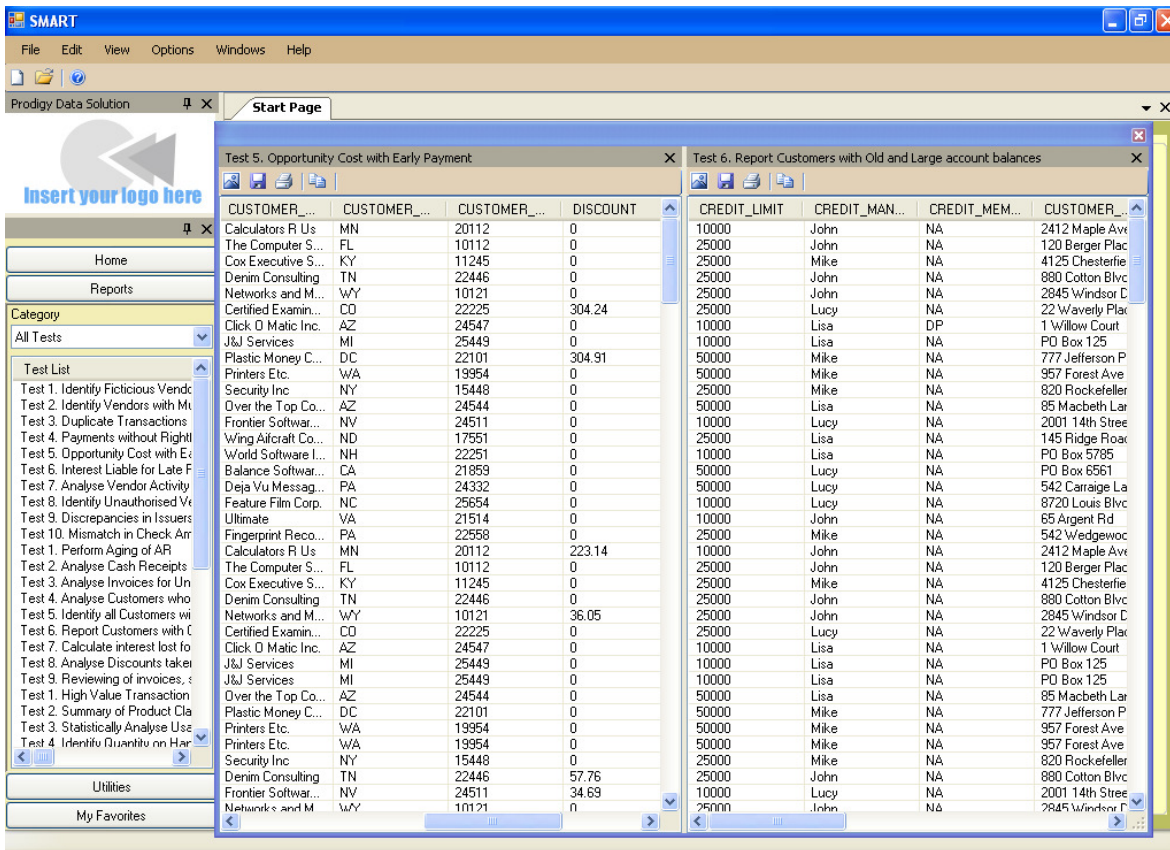 SMART
File Edit View Options Windows Help
Prodigy Data Solution
Insert your logo here
Home
Reports
Category
All Tests
Test List
Test 1. Identify Ficticious Vendo
Test 2. Identify Vendors with Mu
Test 3. Duplicate Transactions
Test 4. Payments without Rightl
Test 5. Opportunity Cost with Ea
Test 6. Interest Liable for Late P
Test 7. Analyse Vendor Activity
Test 8. Identify Unauthorised Ve
Test 9. Discrepancies in Issuers
Test 10. Mismatch in Check Am
Test 1. Perform Aging of AR
Test 2. Analyse Cash Receipts
Test 3. Analyse Invoices for Un
Test 4. Analyse Customers who
Test 5. Identify all Customers wi
Test 6. Report Customers with O
Test 7. Calculate interest lost fo
Test 8. Analyse Discounts taken
Test 9. Reviewing of invoices, s
Test 1. High Value Transaction
Test 2. Summary of Product Cla
Test 3. Statistically Analyse Usa
Test 4. Identify Quantity on Han
Utilities
My Favorites
Start Page
Test 5. Opportunity Cost with Early Payment
CUSTOMER_... CUSTOMER_... CUSTOMER_... DISCOUNT
Calculators R Us MN 20112 0
The Computer S... FL 10112 0
Cox Executive S... KY 11245 0
Denim Consulting TN 22446 0
Networks and M... WY 10121 0
Certified Examin... CO 22225 304.24
Click O Matic Inc. AZ 24547 0
J&J Services MI 25449 0
Plastic Money C... DC 22101 304.91
Printers Etc. WA 19954 0
Security Inc NY 15448 0
Over the Top Co... AZ 24544 0
Frontier Softwar... NV 24511 0
Wing Aifcraft Co... ND 17551 0
World Software I... NH 22251 0
Balance Softwar... CA 21859 0
Deja Vu Messag... PA 24332 0
Feature Film Corp. NC 25654 0
Ultimate VA 21514 0
Fingerprint Reco... PA 22558 0
Calculators R Us MN 20112 223.14
The Computer S... FL 10112 0
Cox Executive S... KY 11245 0
Denim Consulting TN 22446 0
Networks and M... WY 10121 36.05
Certified Examin... CO 22225 0
Click O Matic Inc. AZ 24547 0
J&J Services MI 25449 0
J&J Services MI 25449 0
Over the Top Co... AZ 24544 0
Plastic Money C... DC 22101 0
Printers Etc. WA 19954 0
Printers Etc. WA 19954 0
Security Inc NY 15448 0
Denim Consulting TN 22446 57.76
Frontier Softwar... NV 24511 34.69
Networks and M... WY 10121 0
Test 6. Report Customers with Old and Large account balances
CREDIT_LIMIT CREDIT_MAN... CREDIT_MEM... CUSTOMER_...
10000 John NA 2412 Maple Ave
25000 John NA 120 Berger Plac
25000 Mike NA 4125 Chesterfie
25000 John NA 880 Cotton Blvd
25000 John NA 2845 Windsor D
25000 Lucy NA 22 Waverly Plac
10000 Lisa DP 1 Willow Court
10000 Lisa NA PO Box 125
50000 Mike NA 777 Jefferson P
50000 Mike NA 957 Forest Ave
25000 Mike NA 820 Rockefeller
50000 Lisa NA 85 Macbeth Lan
10000 Lucy NA 2001 14th Stree
25000 Lisa NA 145 Ridge Road
10000 Lisa NA PO Box 5785
50000 Lucy NA PO Box 6561
50000 Lucy NA 542 Carraige La
10000 Lucy NA 8720 Louis Blvd
10000 John NA 65 Argent Rd
25000 Mike NA 542 Wedgewood
10000 John NA 2412 Maple Ave
25000 John NA 120 Berger Plac
25000 Mike NA 4125 Chesterfie
25000 John NA 880 Cotton Blvd
25000 John NA 2845 Windsor D
25000 Lucy NA 22 Waverly Plac
10000 Lisa NA 1 Willow Court
10000 Lisa NA PO Box 125
10000 Lisa NA PO Box 125
50000 Lisa NA 85 Macbeth Lan
50000 Mike NA 777 Jefferson P
50000 Mike NA 957 Forest Ave
50000 Mike NA 957 Forest Ave
25000 Mike NA 820 Rockefeller
25000 John NA 880 Cotton Blvd
10000 Lucy NA 2001 14th Stree
25000 John NA 2845 Windsor D